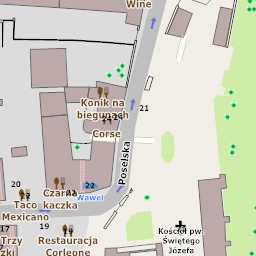 Wine
Konik na
biegunach
24
21
Corse
Poselska
20
Czarna
kaczka
22
Wawel
Taco
Mexicano
19
Trzy
Restauracja
Corleone
Kościół pw.
Świętego
Józefa